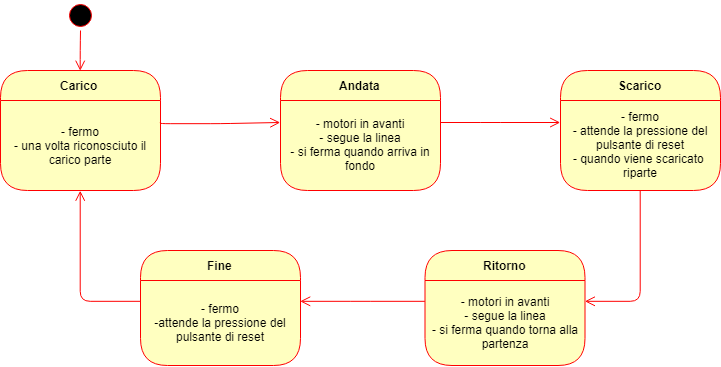 Carico
- fermo
- una volta riconosciuto il
carico parte
Andata
- motori in avanti
- segue la linea
- si ferma quando arriva in
fondo
Scarico
- fermo
- attende la pressione del
pulsante di reset
- quando viene scaricato
riparte
Fine
- fermo
-attende la pressione del
pulsante di reset
Ritorno
- motori in avanti
- segue la linea
- si ferma quando torna alla
partenza